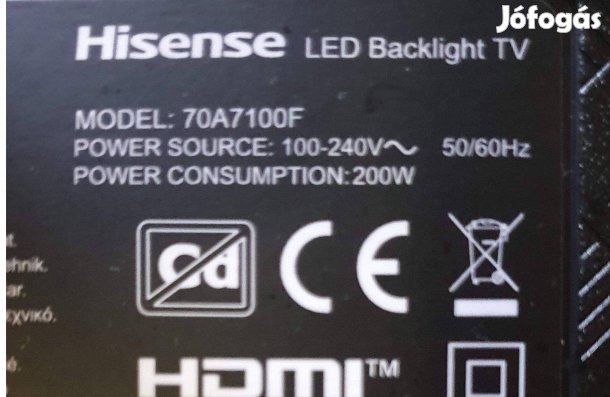 Jófogás
Hisense LED Backlight TV
MODEL: 70A7100F
POWER SOURCE: 100-240V～ 50/60Hz
POWER CONSUMPTION:200W
Cd
CE
HDMI™